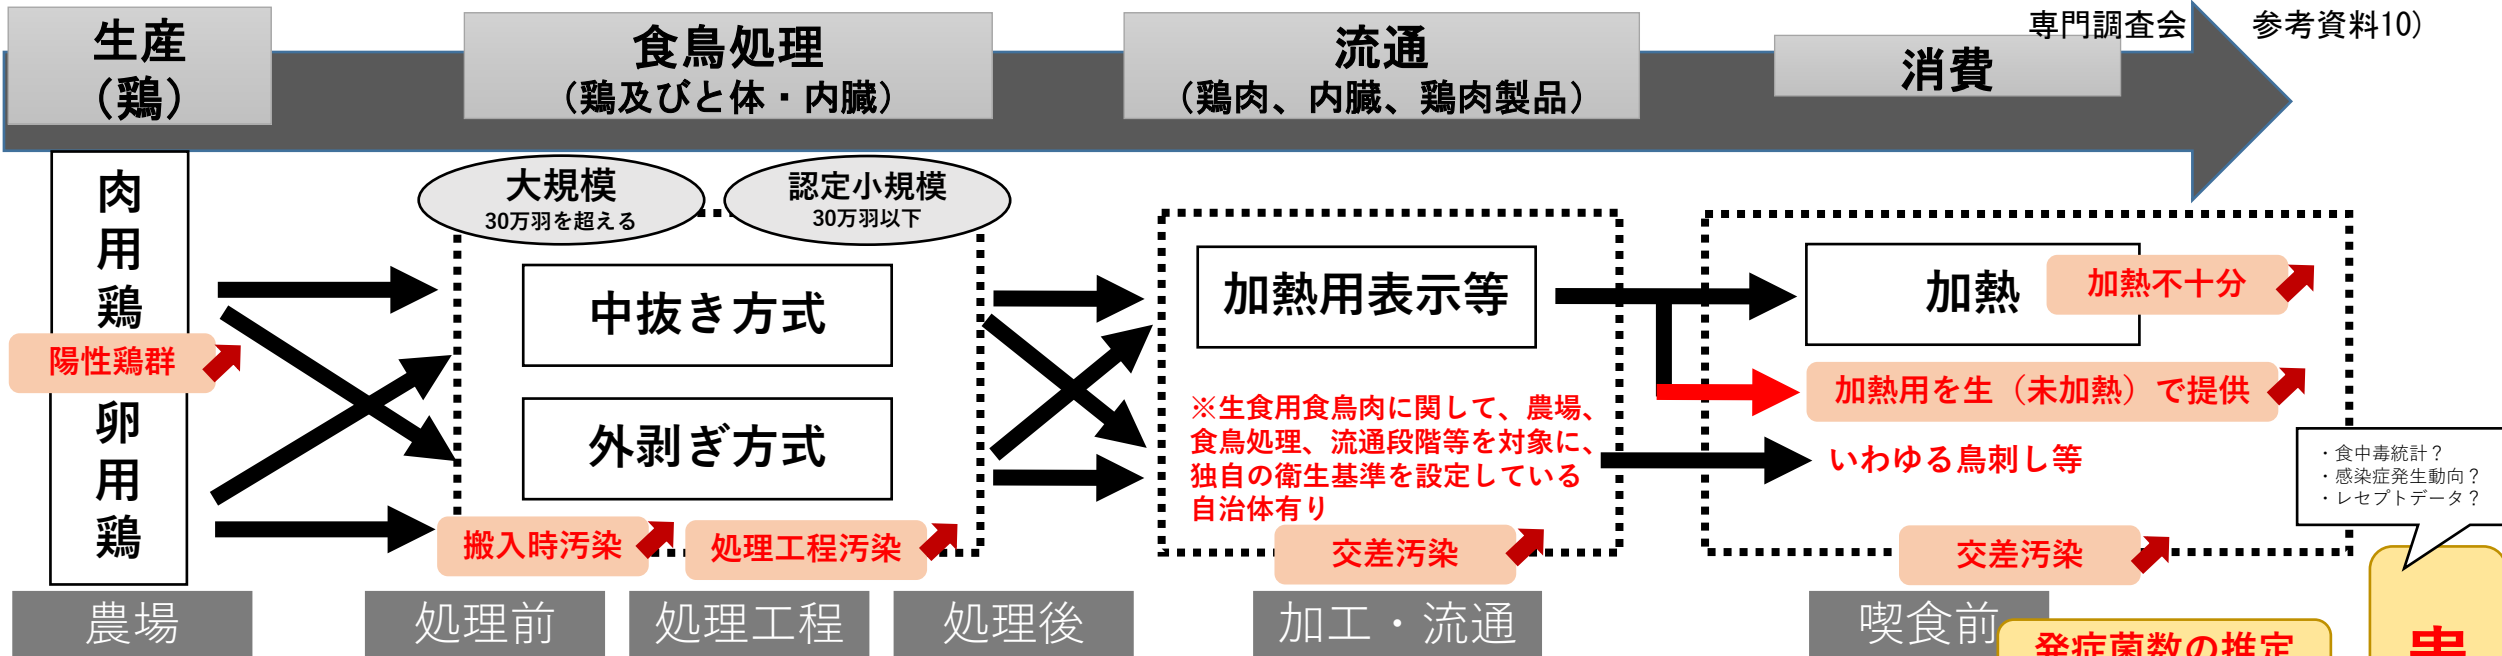 専門調査会 参考資料10)
生産
（鶏）
食鳥処理
（鶏及びと体・内臓）
流通
（鶏肉、内臓、鶏肉製品）
消費
肉用鶏
陽性鶏群
卵用鶏
大規模
30万羽を超える
認定小規模
30万羽以下
中抜き方式
外剥ぎ方式
搬入時汚染
処理工程汚染
加熱用表示等
※生食用食鳥肉に関して、農場、
食鳥処理、流通段階等を対象に、
独自の衛生基準を設定している
自治体有り
交差汚染
加熱
加熱不十分
加熱用を生（未加熱）で提供
いわゆる鳥刺し等
交差汚染
・食中毒統計？
・感染症発生動向？
・レセプトデータ？
農場
処理前
処理工程
処理後
加工・流通
喫食前
発症菌数の推定